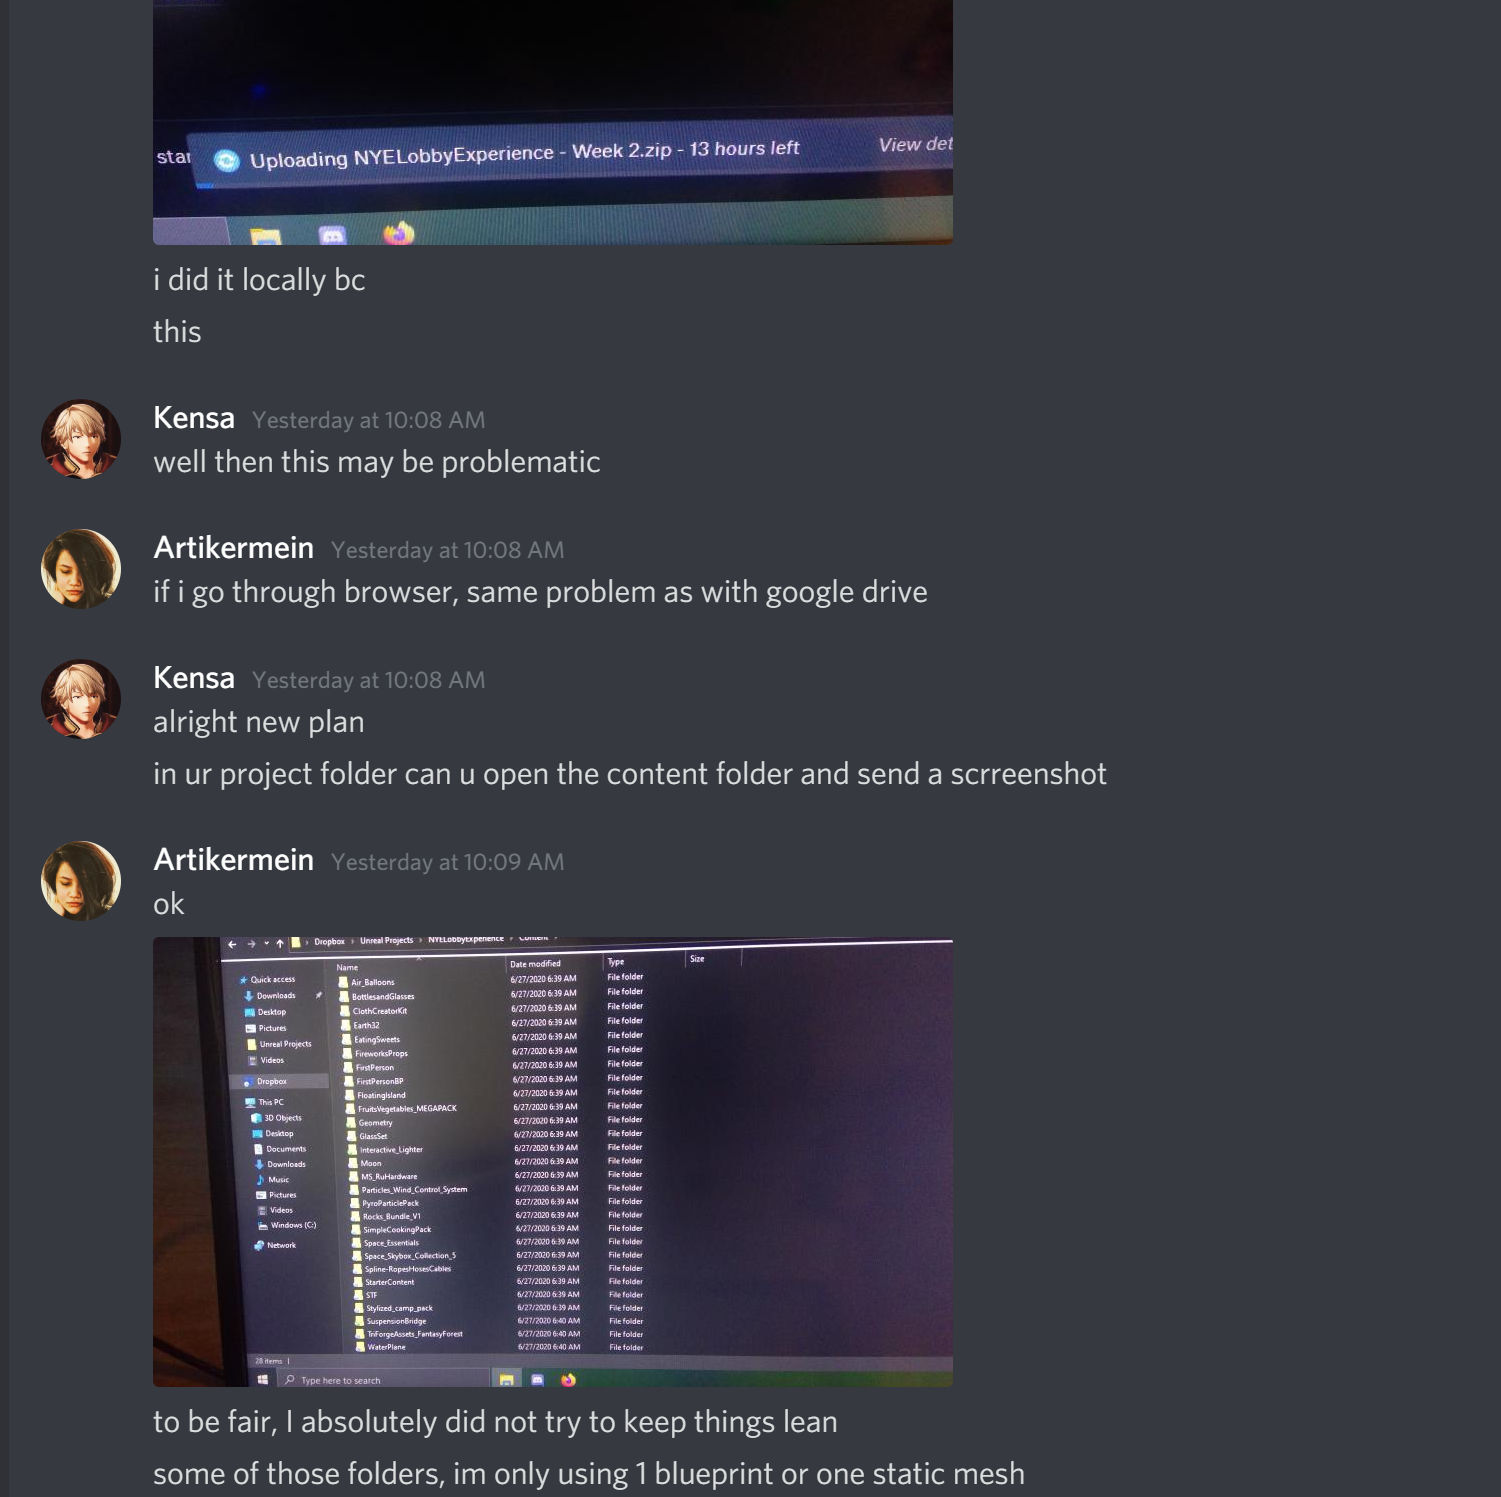 star
Uploading NYELobbyExperience - Week 2.zip - 13 hours left
View det
i did it locally bc
this
Kensa Yesterday at 10:08 AM
well then this may be problematic
Artikermein Yesterday at 10:08 AM
if i go through browser, same problem as with google drive
Kensa Yesterday at 10:08 AM
alright new plan
in ur project folder can u open the content folder and send a scrreenshot
Artikermein Yesterday at 10:09 AM
ok
Dropbox › Unreal Projects › NYELobbyExperience › Content ›
Quick access
Downloads
Desktop
Pictures
Unreal Projects
Videos
Dropbox
This PC
3D Objects
Desktop
Documents
Downloads
Music
Pictures
Videos
Windows (C:)
Network
Name Date modified Type Size
Air_Balloons 6/27/2020 6:39 AM File folder
BottlesandGlasses 6/27/2020 6:39 AM File folder
ClothCreatorKit 6/27/2020 6:39 AM File folder
Earth32 6/27/2020 6:39 AM File folder
EatingSweets 6/27/2020 6:39 AM File folder
FireworksProps 6/27/2020 6:39 AM File folder
FirstPerson 6/27/2020 6:39 AM File folder
FirstPersonBP 6/27/2020 6:39 AM File folder
FloatingIsland 6/27/2020 6:39 AM File folder
FruitsVegetables_MEGAPACK 6/27/2020 6:39 AM File folder
Geometry 6/27/2020 6:39 AM File folder
GlassSet 6/27/2020 6:39 AM File folder
Interactive_Lighter 6/27/2020 6:39 AM File folder
Moon 6/27/2020 6:39 AM File folder
MS_RuHardware 6/27/2020 6:39 AM File folder
Particles_Wind_Control_System 6/27/2020 6:39 AM File folder
PyroParticlePack 6/27/2020 6:39 AM File folder
Rocks_Bundle_V1 6/27/2020 6:39 AM File folder
SimpleCookingPack 6/27/2020 6:39 AM File folder
Space_Essentials 6/27/2020 6:39 AM File folder
Space_Skybox_Collection_5 6/27/2020 6:39 AM File folder
Spline-RopesHosesCables 6/27/2020 6:39 AM File folder
StarterContent 6/27/2020 6:39 AM File folder
STF 6/27/2020 6:39 AM File folder
Stylized_camp_pack 6/27/2020 6:39 AM File folder
SuspensionBridge 6/27/2020 6:40 AM File folder
TriForgeAssets_FantasyForest 6/27/2020 6:40 AM File folder
WaterPlane 6/27/2020 6:40 AM File folder
28 items
Type here to search
to be fair, I absolutely did not try to keep things lean
some of those folders, im only using 1 blueprint or one static mesh